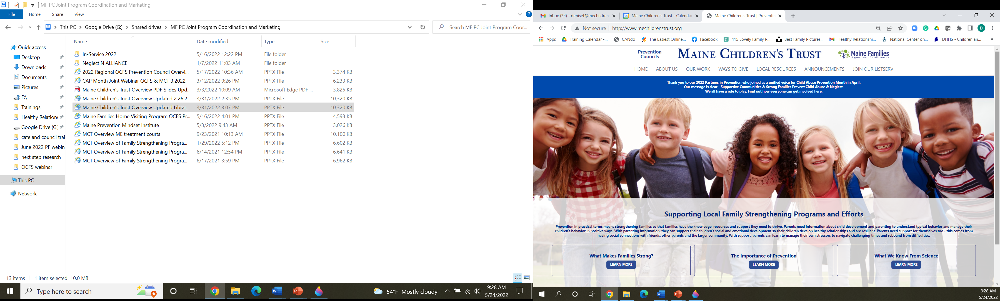 MF PC Joint Program Coordination and Marketing
File Home Share View
This PC Google Drive (G:) Shared drives MF PC Joint Program Coordination and Marketing
Search MF PC Joint Program Coor...
Quick access
Desktop
Downloads
Documents
Pictures
E:\
Trainings
Healthy Relations
Google Drive (G:)
cafe and council trai
June 2022 PF webin
next step research
OCFS webinar
This PC
Network
Name Date modified Type Size
In-Service 2022 5/16/2022 12:22 PM File folder
Neglect N ALLIANCE 1/7/2022 11:03 AM File folder
2022 Regional OCFS Prevention Council Overvi... 5/17/2022 10:36 AM PPTX File 3,374 KB
CAP Month Joint Webinar OCFS & MCT 3.2022 3/12/2022 9:26 PM PPTX File 6,233 KB
Maine Children's Trust Overview PDF Slides Upd... 3/3/2022 10:09 AM Microsoft Edge PDF ... 3,825 KB
Maine Children's Trust Overview Updated 2.26.2... 3/31/2022 2:35 PM PPTX File 10,320 KB
Maine Children's Trust Overview Updated Librar... 3/31/2022 3:07 PM PPTX File 10,320 KB
Maine Families Home Visiting Program OCFS Pr... 5/16/2022 4:01 PM PPTX File 4,593 KB
Maine Prevention Mindset Institute 5/3/2022 9:43 AM PPTX File 3,026 KB
MCT Overview ME treatment courts 9/23/2021 10:13 AM PPTX File 10,100 KB
MCT Overview of Family Strengthening Progra... 1/29/2022 5:12 PM PPTX File 6,602 KB
MCT Overview of Family Strengthening Progra... 6/14/2021 12:54 PM PPTX File 6,641 KB
MCT Overview of Family Strengthening Progra... 6/17/2021 3:59 PM PPTX File 6,962 KB
13 items 1 item selected 10.0 MB
Type here to search
54°F Mostly cloudy
9:28 AM
5/24/2022
Inbox (34) - deniset@mechildren Maine Children's Trust - Calendar Maine Children's Trust | Preventin
Not secure | http://www.mechildrenstrust.org
Apps Training Calendar -... CANdo The Easiest Online... Facebook 415 Lovely Family P... Best Family Pictures... Healthy Relationshi... National Center on... DHHS - Children an...
Prevention
Councils
MAINE CHILDREN'S TRUST
Maine Families
A great start for all parents
HOME ABOUT US OUR WORK WAYS TO GIVE LOCAL RESOURCES ANNOUNCEMENTS JOIN OUR LISTSERV
Thank you to our 2022 Partners in Prevention who joined as a unified voice for Child Abuse Prevention Month in April.
Our message is clear - Supportive Communities & Strong Families Prevent Child Abuse & Neglect.
We all have a role to play. Find out how everyone can get involved here.
Supporting Local Family Strengthening Programs and Efforts
Prevention in practical terms means strengthening families so that families have the knowledge, resources and support they need to thrive. Parents need information about child development and parenting to understand typical behavior and manage their
children's behavior in positive ways. With parenting information, they can support their children's social and emotional development so their children develop healthy relationships and are resilient. Parents need support for themselves too - this comes from
having social connections with friends, other parents and the larger community. With support, parents can learn to manage their own stressors to navigate challenging times and rebound from difficulties.
What Makes Families Strong?
LEARN MORE
The Importance of Prevention
LEARN MORE
What We Know From Science
LEARN MORE
9:28 AM
5/24/2022